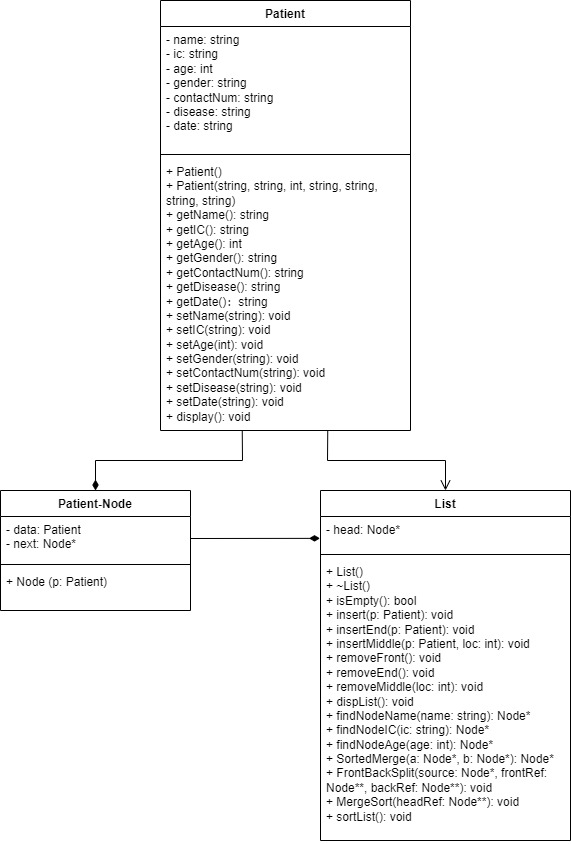 Patient
- name: string
- ic: string
- age: int
- gender: string
- contactNum: string
- disease: string
- date: string
+ Patient()
+ Patient(string, string, int, string, string,
string, string)
+ getName(): string
+ getIC(): string
+ getAge(): int
+ getGender(): string
+ getContactNum(): string
+ getDisease(): string
+ getDate()： string
+ setName(string): void
+ setIC(string): void
+ setAge(int): void
+ setGender(string): void
+ setContactNum(string): void
+ setDisease(string): void
+ setDate(string): void
+ display(): void
Patient-Node
- data: Patient
- next: Node*
+ Node (p: Patient)
List
- head: Node*
+ List()
+ ~List()
+ isEmpty(): bool
+ insert(p: Patient): void
+ insertEnd(p: Patient): void
+ insertMiddle(p: Patient, loc: int): void
+ removeFront(): void
+ removeEnd(): void
+ removeMiddle(loc: int): void
+ dispList(): void
+ findNodeName(name: string): Node*
+ findNodeIC(ic: string): Node*
+ findNodeAge(age: int): Node*
+ SortedMerge(a: Node*, b: Node*): Node*
+ FrontBackSplit(source: Node*, frontRef:
Node**, backRef: Node**): void
+ MergeSort(headRef: Node**): void
+ sortList(): void